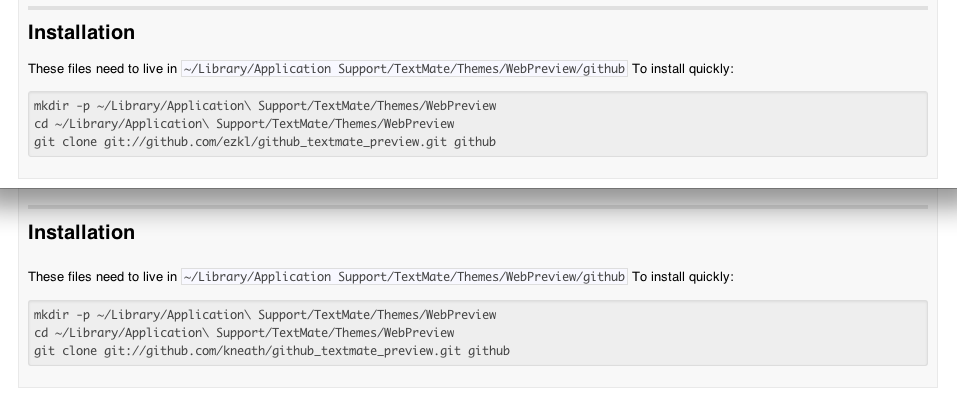 Installation
These files need to live in ~/Library/Application Support/TextMate/Themes/WebPreview/github To install quickly:
mkdir -p ~/Library/Application\ Support/TextMate/Themes/WebPreview
cd ~/Library/Application\ Support/TextMate/Themes/WebPreview
git clone git://github.com/ezkl/github_textmate_preview.git github
Installation
These files need to live in ~/Library/Application Support/TextMate/Themes/WebPreview/github To install quickly:
mkdir -p ~/Library/Application\ Support/TextMate/Themes/WebPreview
cd ~/Library/Application\ Support/TextMate/Themes/WebPreview
git clone git://github.com/kneath/github_textmate_preview.git github